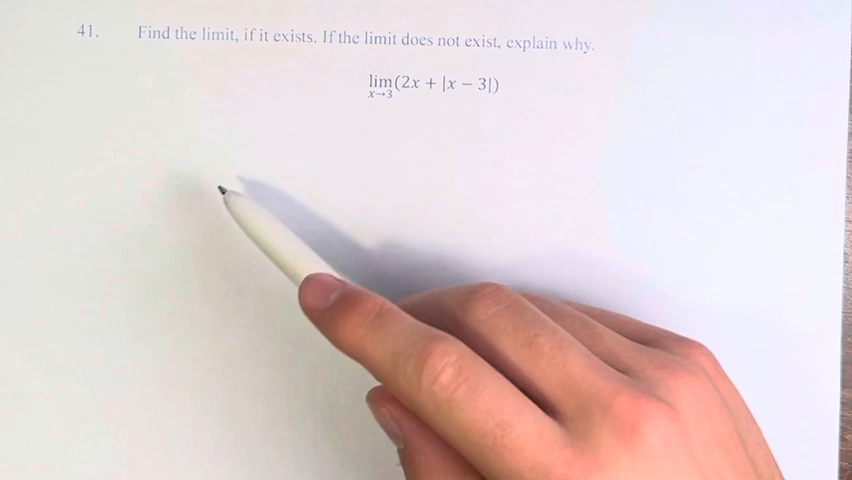 41. Find the limit, if it exists. If the limit does not exist, explain why.
lim(2x + |x − 3|)
x→3